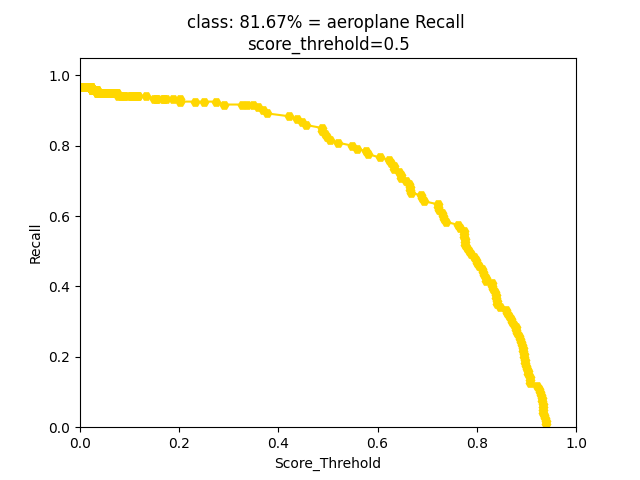 class: 81.67% = aeroplane Recall
score_threhold=0.5
1.0
0.8
0.6
0.4
0.2
0.0
Recall
0.0 0.2 0.4 0.6 0.8 1.0
Score_Threhold